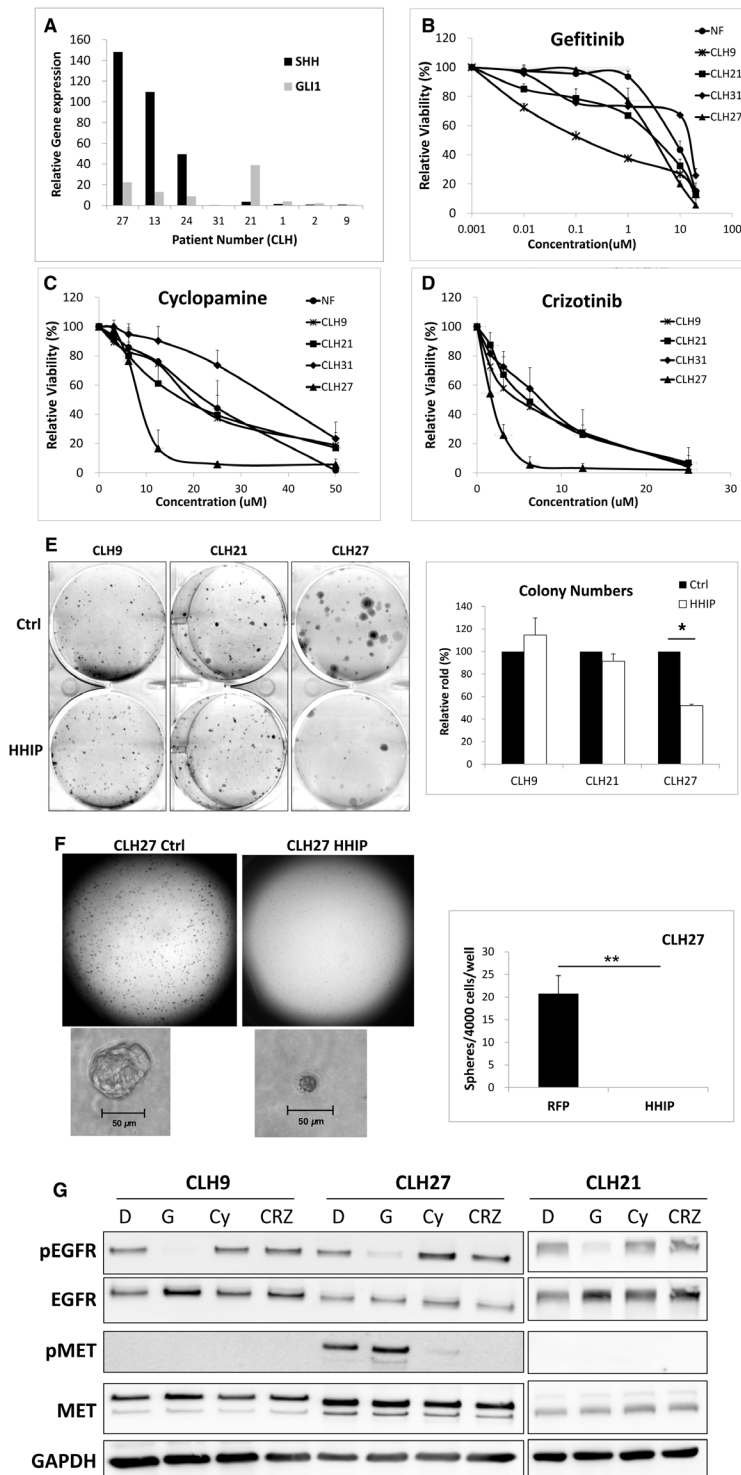 A
Relative Gene expression
160
140
120
100
80
60
40
20
0
SHH
GLI1
27 13 24 31 21 1 2 9
Patient Number (CLH)
B
Gefitinib
Relative Viability (%)
120
100
80
60
40
20
0
NF
CLH9
CLH21
CLH31
CLH27
0.001 0.01 0.1 1 10 100
Concentration(uM)
C
Cyclopamine
Relative Viability (%)
120
100
80
60
40
20
0
NF
CLH9
CLH21
CLH31
CLH27
0 10 20 30 40 50 60
Concentration (uM)
D
Crizotinib
Relative Viability (%)
120
100
80
60
40
20
0
CLH9
CLH21
CLH31
CLH27
0 10 20 30
Concentration (uM)
E
CLH9 CLH21 CLH27
Ctrl
HHIP
Colony Numbers
Ctrl
HHIP
Relative rold (%)
140
120
100
80
60
40
20
0
*
CLH9 CLH21 CLH27
F
CLH27 Ctrl CLH27 HHIP
50 µm 50 µm
CLH27
Spheres/4000 cells/well
30
25
20
15
10
5
0
**
RFP HHIP
G
CLH9 CLH27 CLH21
D G Cy CRZ D G Cy CRZ D G Cy CRZ
pEGFR
EGFR
pMET
MET
GAPDH